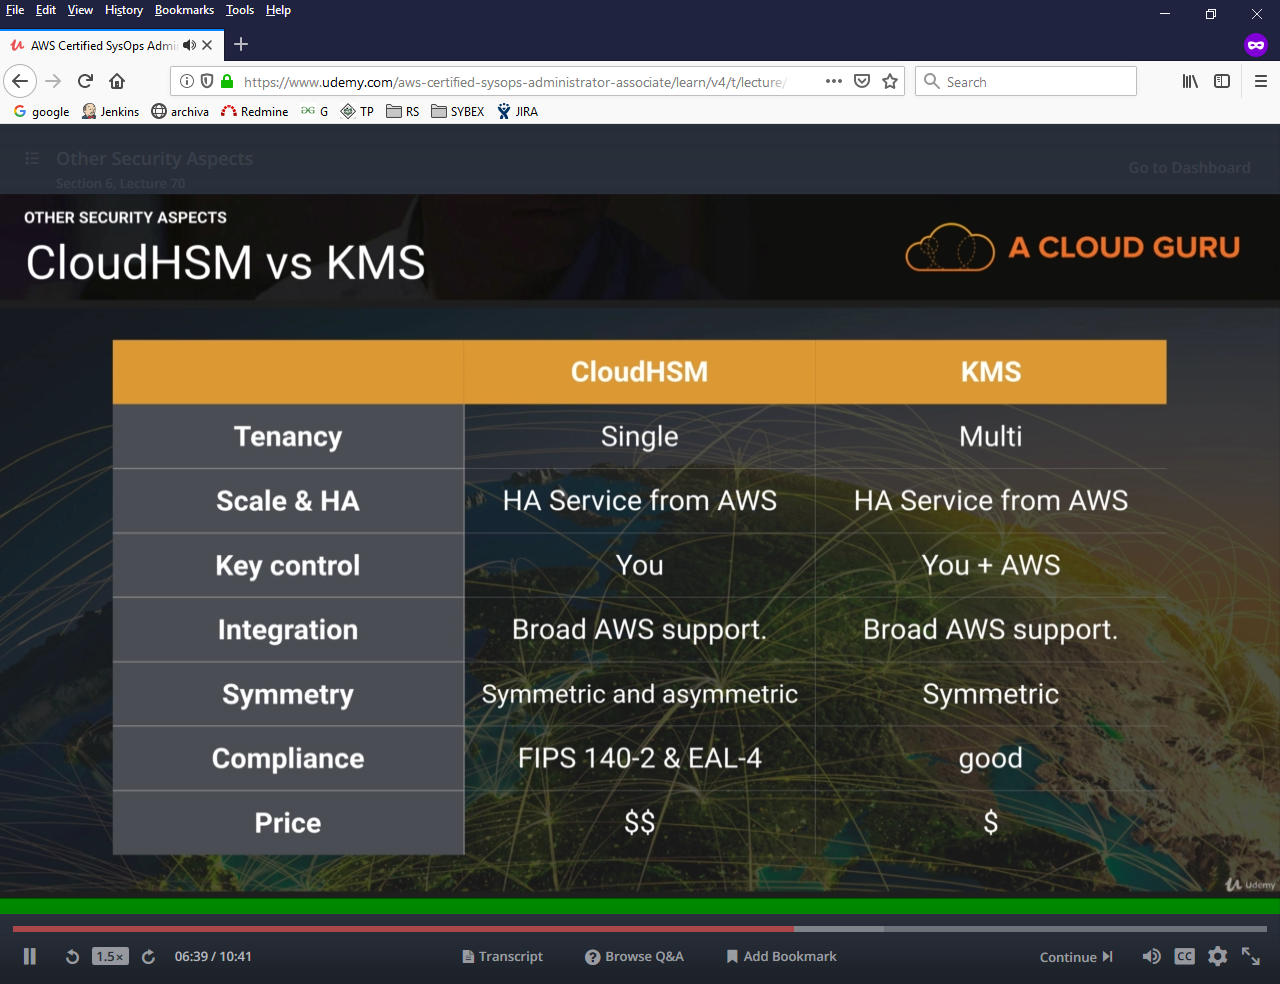 File Edit View History Bookmarks Tools Help
AWS Certified SysOps Admi
https://www.udemy.com/aws-certified-sysops-administrator-associate/learn/v4/t/lecture/
Search
google Jenkins archiva Redmine G TP RS SYBEX JIRA
Other Security Aspects
Section 6, Lecture 70
Go to Dashboard
OTHER SECURITY ASPECTS
CloudHSM vs KMS
A CLOUD GURU
CloudHSM KMS
Tenancy Single Multi
Scale & HA HA Service from AWS HA Service from AWS
Key control You You + AWS
Integration Broad AWS support. Broad AWS support.
Symmetry Symmetric and asymmetric Symmetric
Compliance FIPS 140-2 & EAL-4 good
Price $$ $
Udemy
1.5× 06:39 / 10:41 Transcript Browse Q&A Add Bookmark Continue CC